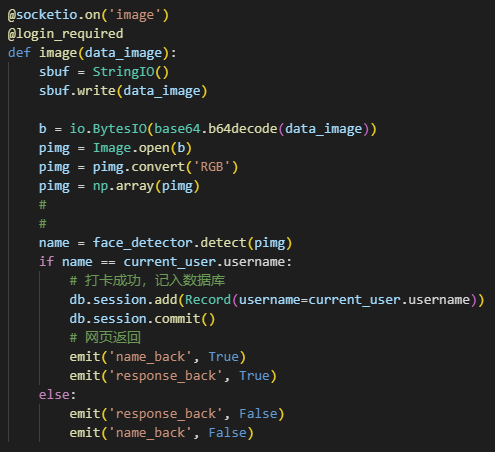 @socketio.on('image')
@login_required
def image(data_image):
    sbuf = StringIO()
    sbuf.write(data_image)

    b = io.BytesIO(base64.b64decode(data_image))
    pimg = Image.open(b)
    pimg = pimg.convert('RGB')
    pimg = np.array(pimg)
    #
    #
    name = face_detector.detect(pimg)
    if name == current_user.username:
        # 打卡成功，记入数据库
        db.session.add(Record(username=current_user.username))
        db.session.commit()
        # 网页返回
        emit('name_back', True)
        emit('response_back', True)
    else:
        emit('response_back', False)
        emit('name_back', False)